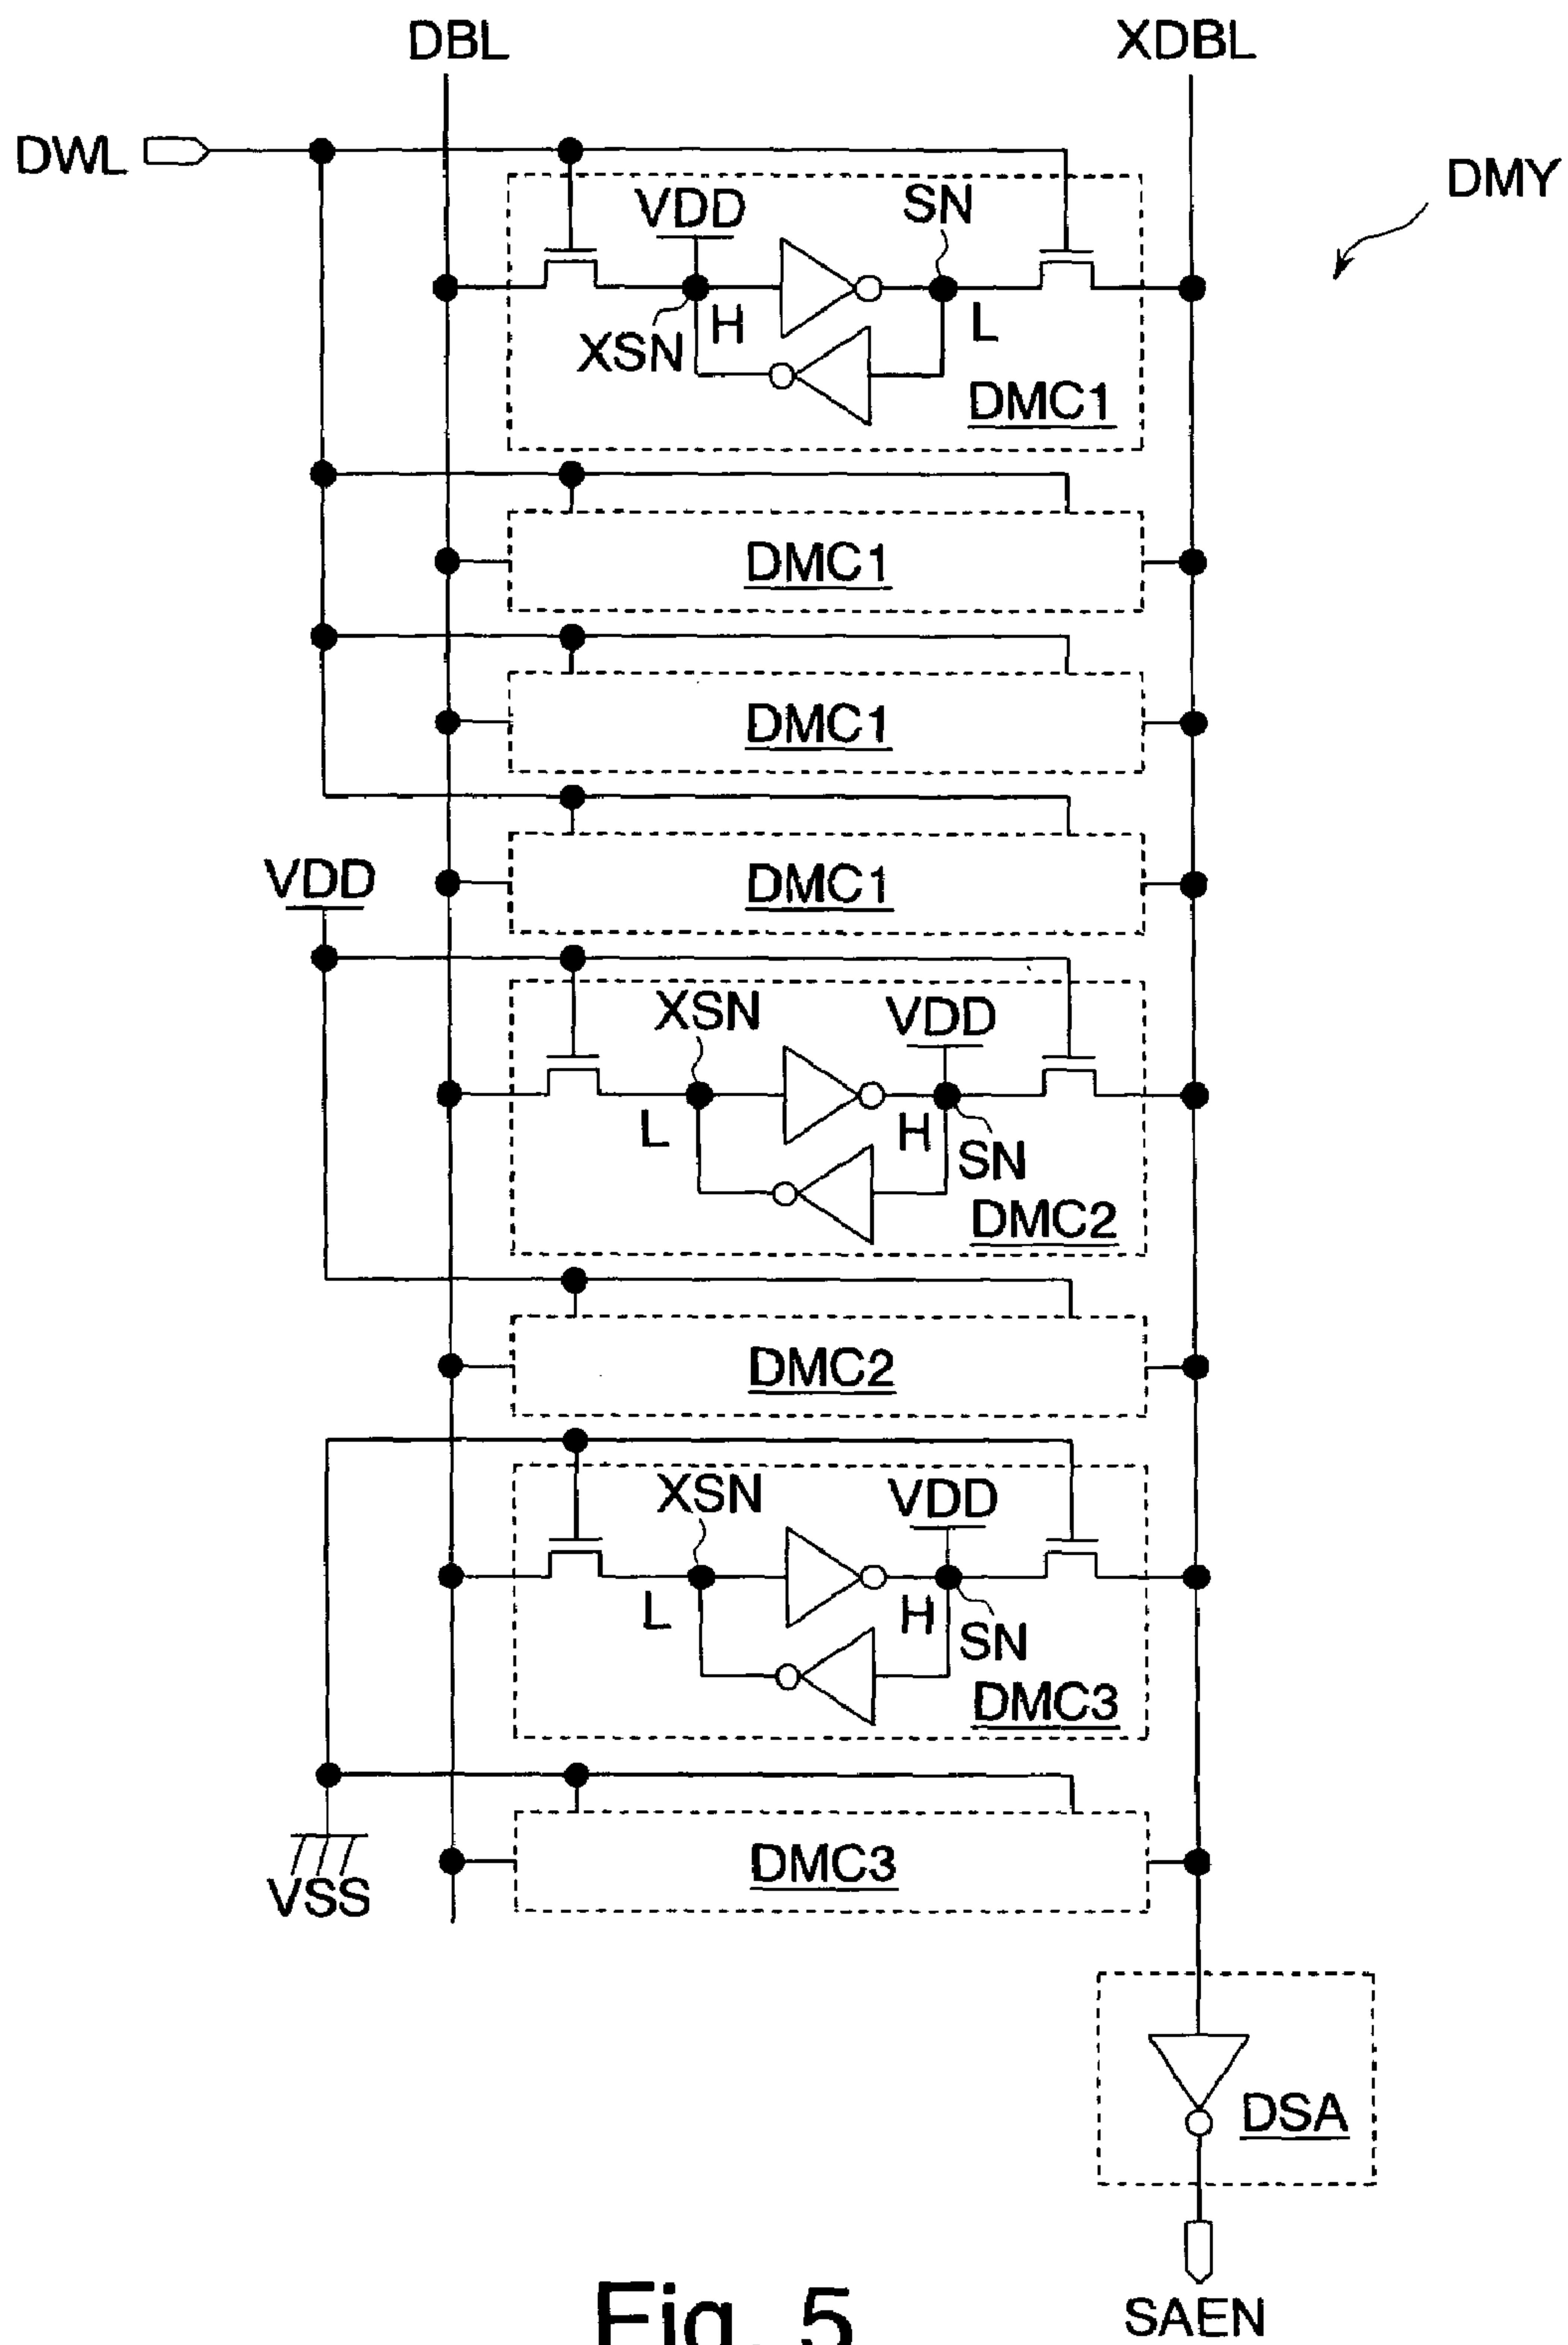 DBL
XDBL
DWL
DMY
VDD
SN
XSN
H
L
DMC1
DMC1
DMC1
VDD
DMC1
XSN
VDD
L
H
SN
DMC2
DMC2
XSN
VDD
L
H
SN
DMC3
DMC3
VSS
DSA
SAEN
Fig. 5